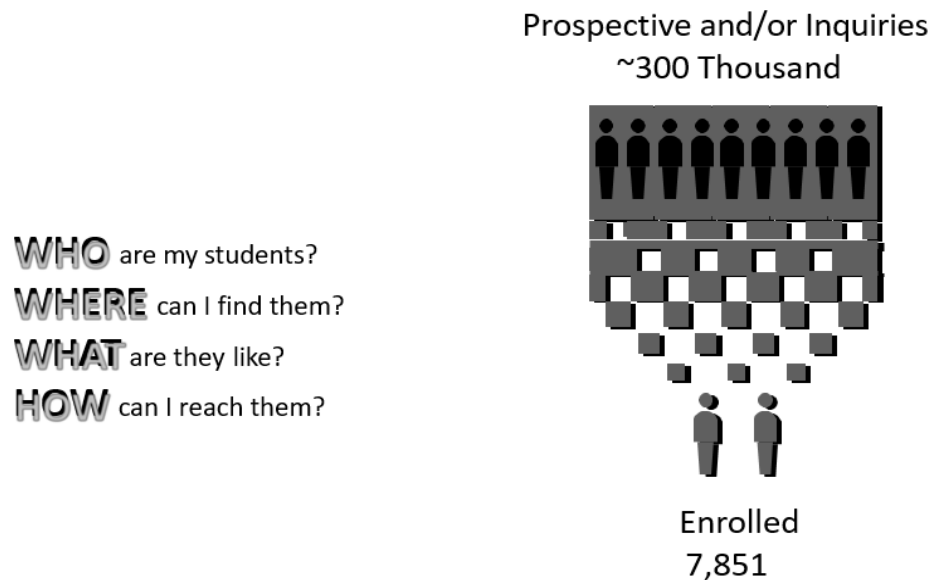 Prospective and/or Inquiries
~300 Thousand
WHO are my students?
WHERE can I find them?
WHAT are they like?
HOW can I reach them?
Enrolled
7,851